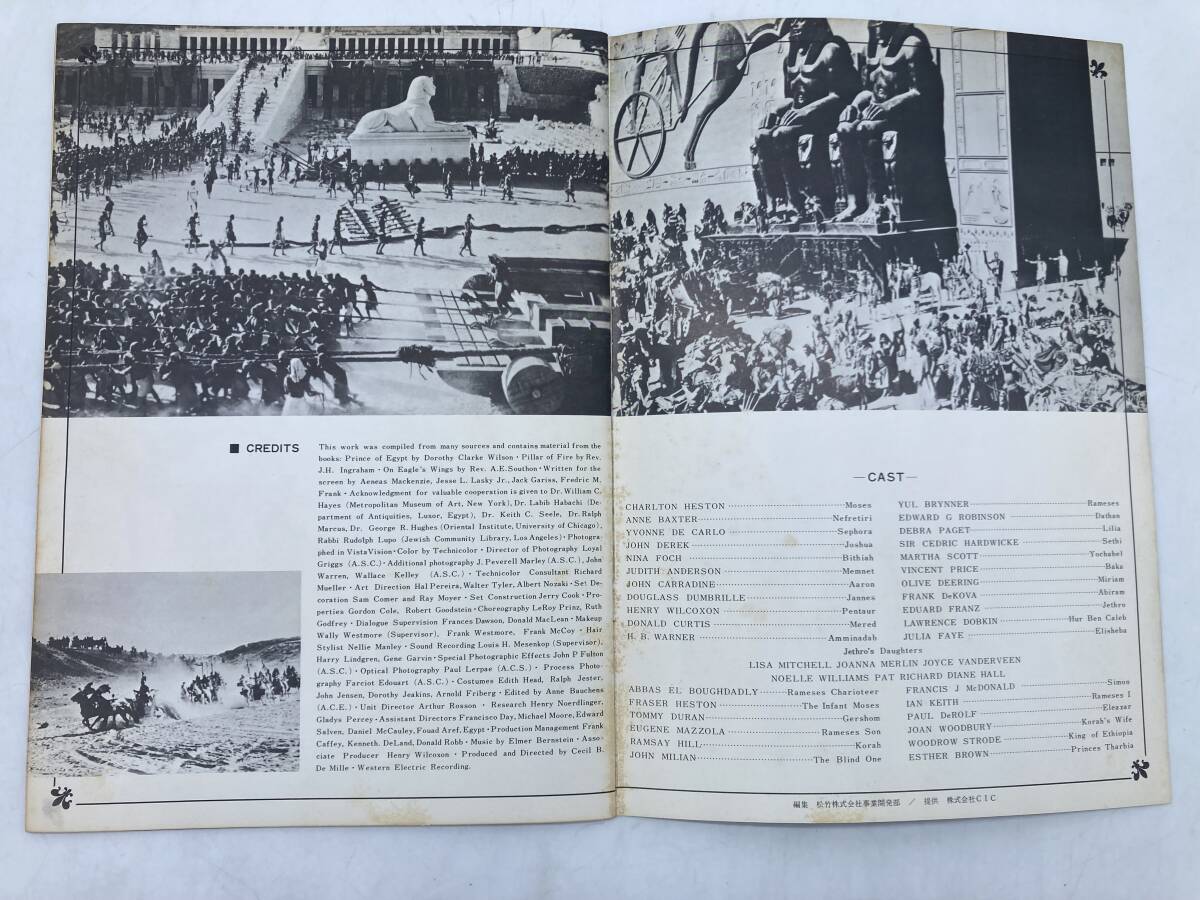 ■ CREDITS
This work was compiled from many sources and contains material from the
books: Prince of Egypt by Dorothy Clarke Wilson・Pillar of Fire by Rev.
J.H. Ingraham・On Eagle's Wings by Rev. A.E.Southon・Written for the
screen by Aeneas Mackenzie, Jesse L. Lasky Jr., Jack Gariss, Fredric M.
Frank・Acknowledgment for valuable cooperation is given to Dr. William C.
Hayes (Metropolitas Museum of Art, New York), Dr. Labib Habachi (De-
partment of Antiquities, Luxor, Egypt), Dr. Keith C. Seele, Dr. Ralph
Marcus, Dr. George R. Hughes (Oriental Institute, University of Chicago),
Rabbi Rudolph Lupo (Jewish Community Library, Los Angeles)・Photogra-
phed in VistaVision・Color by Technicolor・Director of Photography Loyal
Griggs (A.S.C.)・Additional photography J. Peverell Marley (A.S.C.), John
Warren, Wallace Kelley (A.S.C.)・Technicolor Consultant Richard
Mueller・Art Direction Hal Pereira, Walter Tyler, Albert Nozaki・Set De-
coration Sam Comer and Ray Moyer・Set Construction Jerry Cook・Pro-
perties Gordon Cole, Robert Goodstein・Choreography LeRoy Prinz, Ruth
Godfrey・Dialogue Supervision Frances Dawson, Donald MacLean・Makeup
Wally Westmore (Supervisor), Frank Westmore, Frank McCoy・Hair
Stylist Nellie Manley・Sound Recording Louis H. Mesenkop (Supervisor),
Harry Lindgren, Gene Garvin・Special Photographic Effects John P Fulton
(A.S.C.)・Optical Photography Paul Lerpae (A.C.S.)・Process Photo-
graphy Farciot Edouart (A.S.C.)・Costumes Edith Head, Ralph Jester,
John Jensen, Dorothy Jeakins, Arnold Friberg・Edited by Anne Bauchens
(A.C.E.)・Unit Director Arthur Rosson・Research Henry Noerdlinger,
Gladys Percey・Assistant Directors Francisco Day, Michael Moore, Edward
Salven, Daniel McCauley, Fouad Aref, Egypt・Production Management Frank
Caffey, Kenneth. DeLand, Donald Robb・Music by Elmer Bernstein・Asso-
ciate Producer Henry Wilcoxon・Produced and Directed by Cecil B.
De Mille・Western Electric Recording.
—CAST—
CHARLTON HESTON Moses
ANNE BAXTER Nefretiri
YVONNE DE CARLO Sephora
JOHN DEREK Joshua
NINA FOCH Bithiah
JUDITH ANDERSON Memnet
JOHN CARRADINE Aaron
DOUGLASS DUMBRILLE Jannes
HENRY WILCOXON Pentaur
DONALD CURTIS Mered
H. B. WARNER Amminadab
YUL BRYNNER Rameses
EDWARD G ROBINSON Dathan
DEBRA PAGET Lilia
SIR CEDRIC HARDWICKE Sethi
MARTHA SCOTT Yochabel
VINCENT PRICE Baka
OLIVE DEERING Miriam
FRANK DeKOVA Abiram
EDUARD FRANZ Jethro
LAWRENCE DOBKIN Hur Ben Caleb
JULIA FAYE Elisheba
Jethro's Daughters
LISA MITCHELL JOANNA MERLIN JOYCE VANDERVEEN
NOELLE WILLIAMS PAT RICHARD DIANE HALL
ABBAS EL BOUGHDADLY Rameses Charioteer
FRASER HESTON The Infant Moses
TOMMY DURAN Gershom
EUGENE MAZZOLA Rameses Son
RAMSAY HILL Korah
JOHN MILIAN The Blind One
FRANCIS J McDONALD Simon
IAN KEITH Rameses I
PAUL DeROLF Eleazar
JOAN WOODBURY Korah's Wife
WOODROW STRODE King of Ethiopia
ESTHER BROWN Princes Tharbia
編集 松竹株式会社事業開発部 / 提供 株式会社CIC